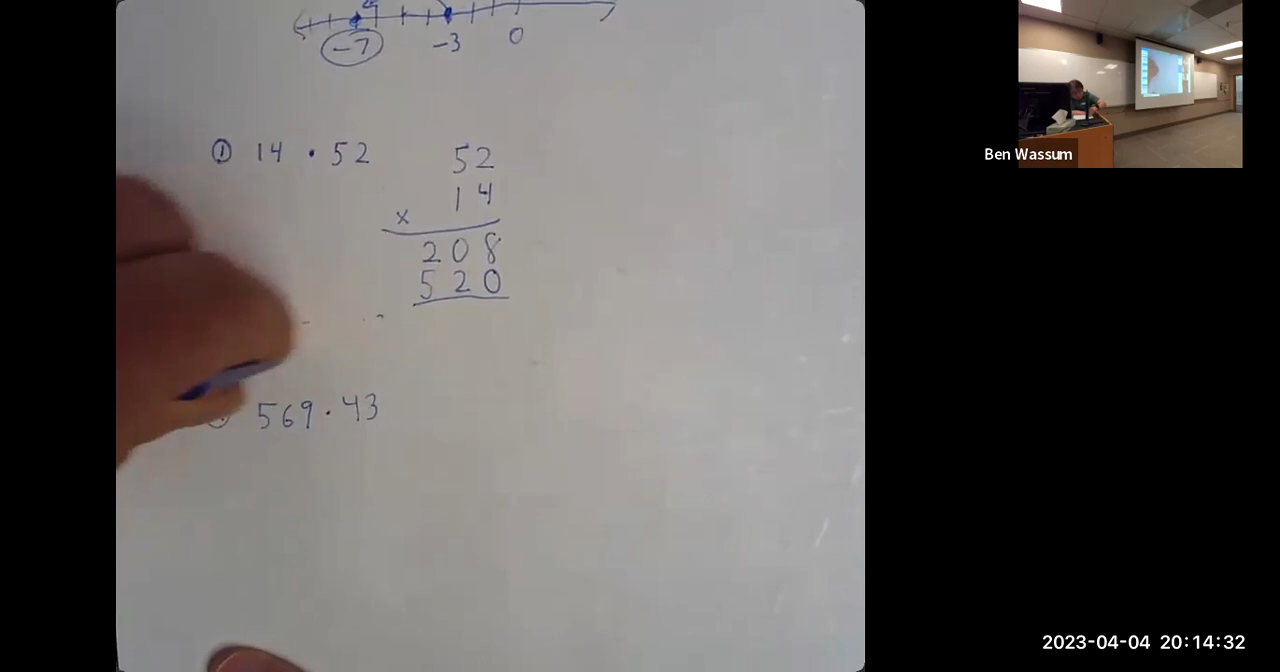 -7 -3 0
① 14 · 52
52
14
x
208
520
569 · 43
Ben Wassum
2023-04-04 20:14:32